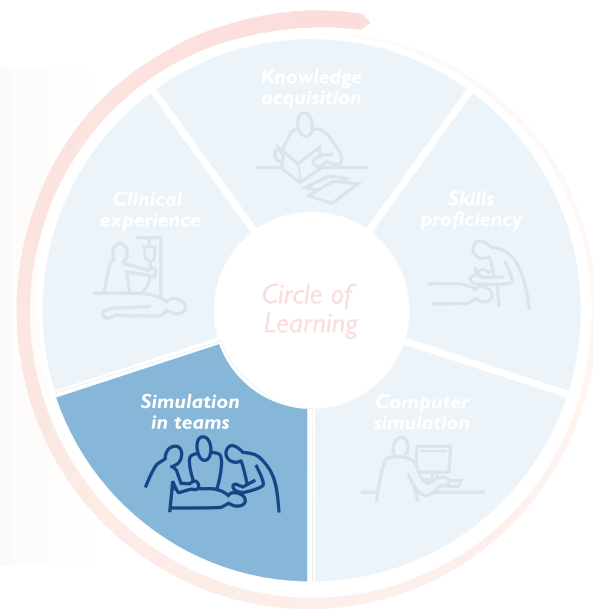 Knowledge
acquisition
Clinical
experience
Skills
proficiency
Circle of
Learning
Simulation
in teams
Computer
simulation